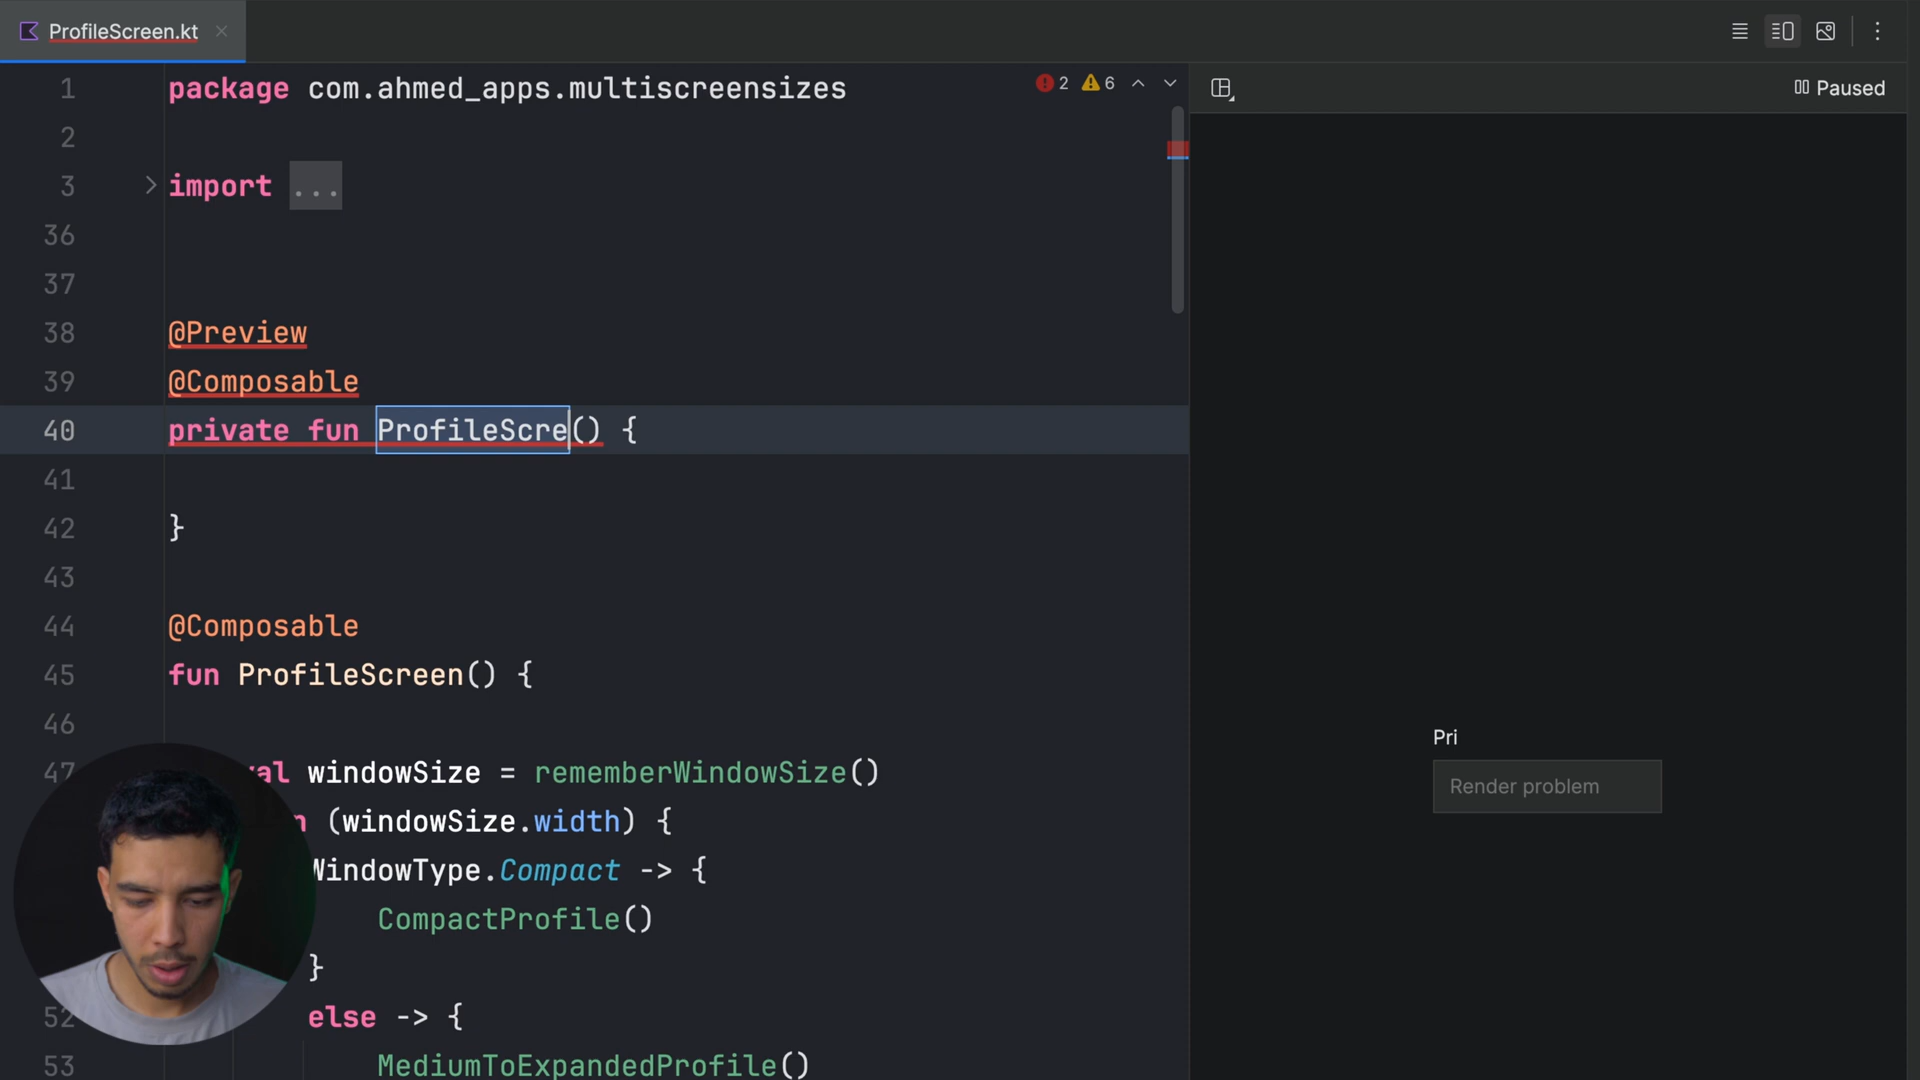 ProfileScreen.kt
Paused
2 6
1 package com.ahmed_apps.multiscreensizes
2
3 import ...
36
37
38 @Preview
39 @Composable
40 private fun ProfileScre() {
41
42 }
43
44 @Composable
45 fun ProfileScreen() {
46
47 val windowSize = rememberWindowSize()
(windowSize.width) {
WindowType.Compact -> {
CompactProfile()
}
52 else -> {
53 MediumToExpandedProfile()
Pri
Render problem